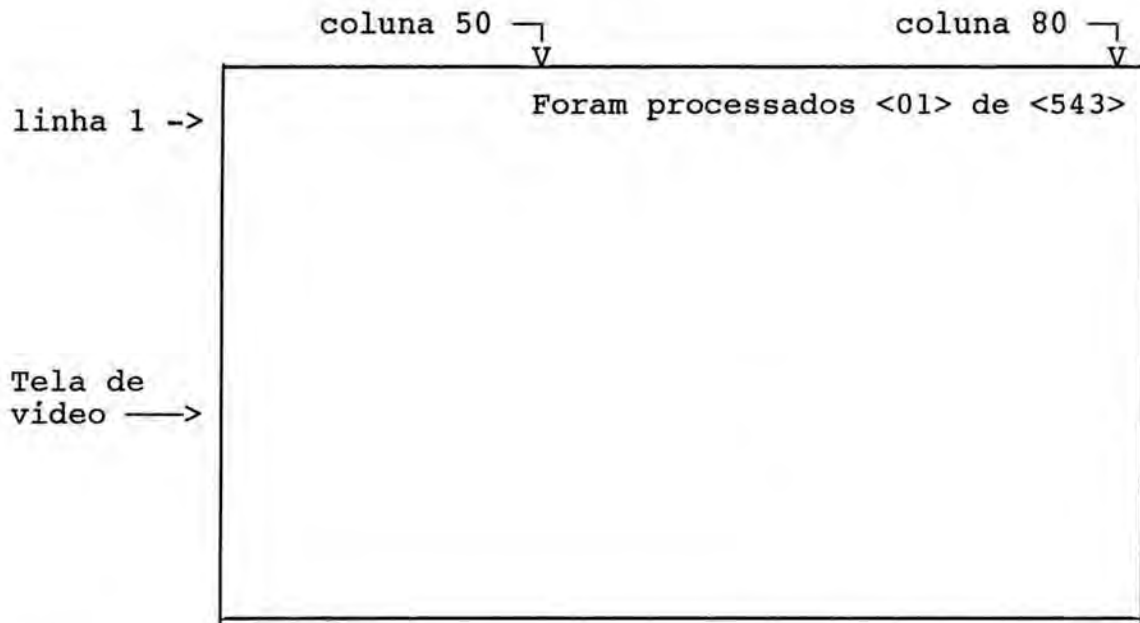 coluna 50 ─┐ coluna 80 ─┐
V V
linha 1 -> Foram processados <01> de <543>
Tela de
vídeo ───>